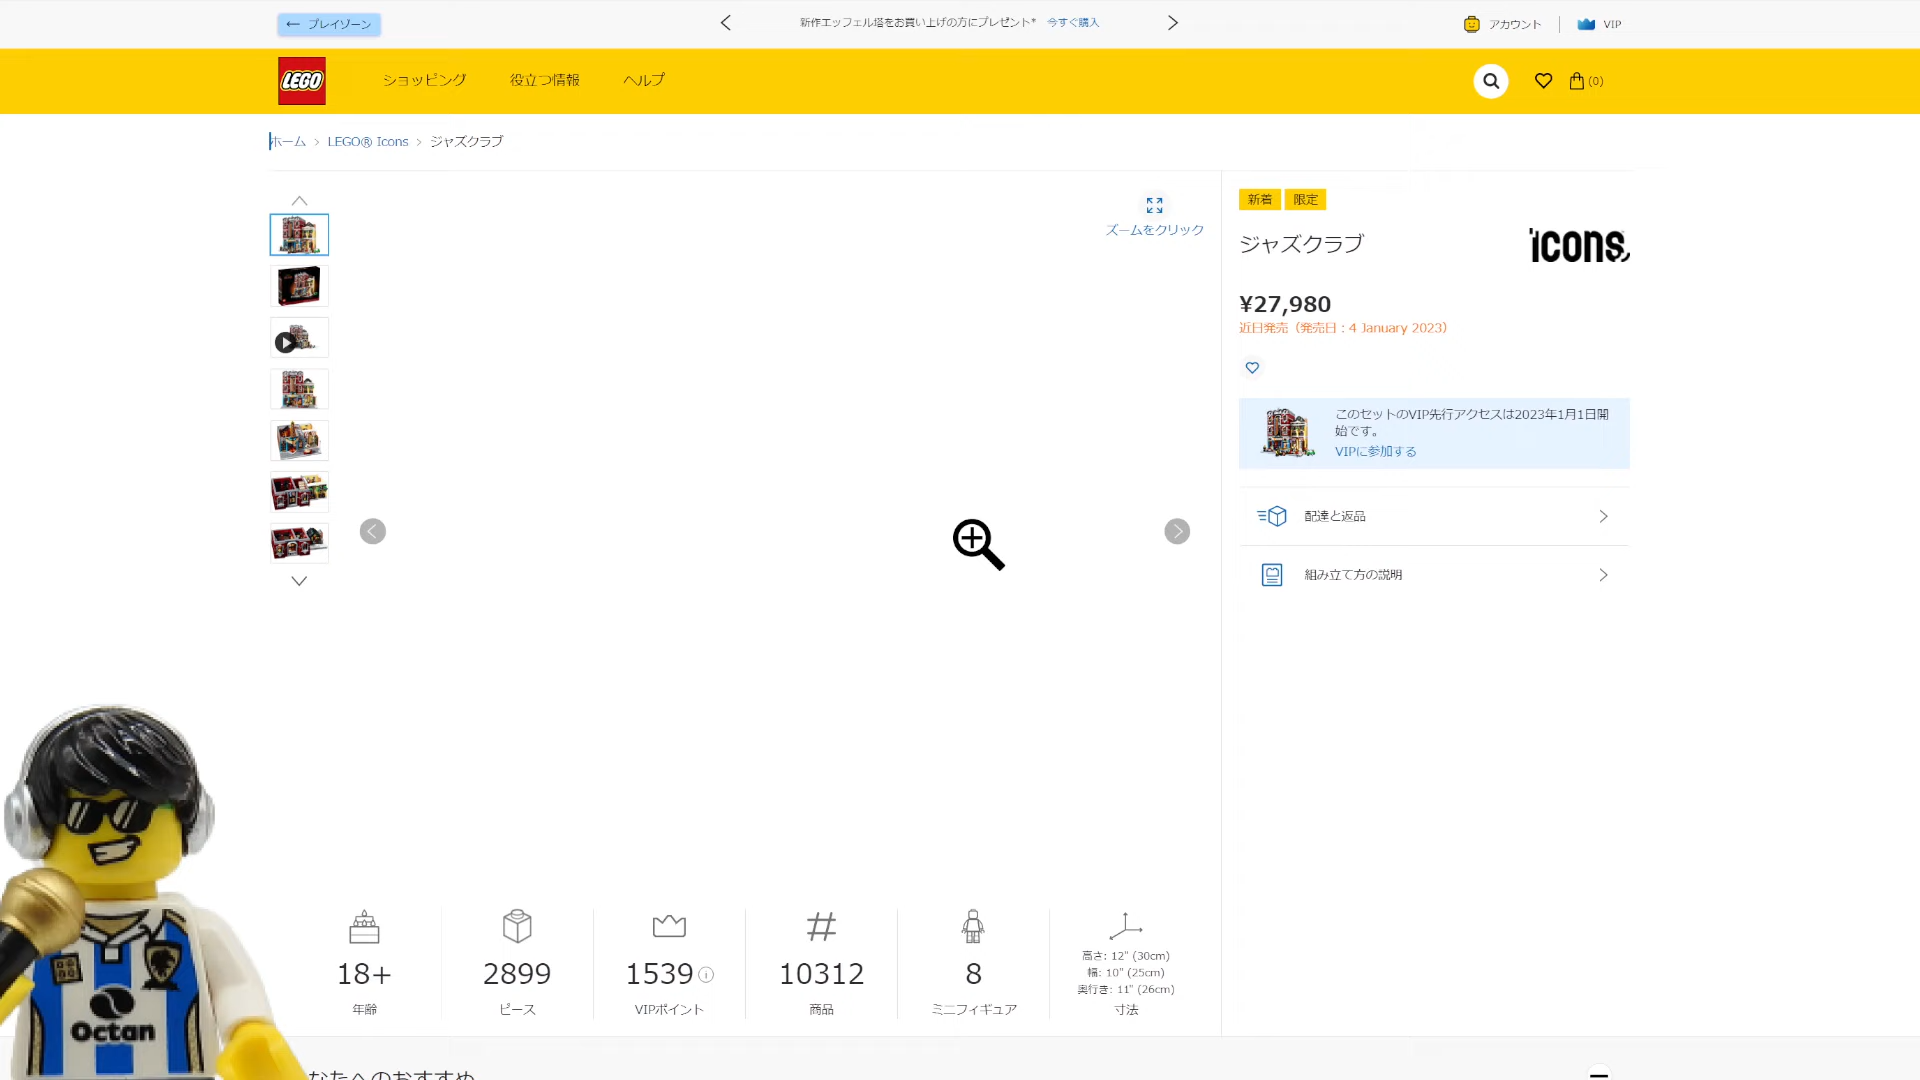 ← プレイゾーン
新作エッフェル塔をお買い上げの方にプレゼント* 今すぐ購入
アカウント
VIP
LEGO
ショッピング
役立つ情報
ヘルプ
(0)
ホーム > LEGO® Icons > ジャズクラブ
ズームをクリック
新着
限定
ジャズクラブ
icons
¥27,980
近日発売（発売日：4 January 2023）
このセットのVIP先行アクセスは2023年1月1日開
始です。
VIPに参加する
配達と返品
組み立て方の説明
18+
年齢
2899
ピース
1539
VIPポイント
10312
商品
8
ミニフィギュア
高さ: 12" (30cm)
幅: 10" (25cm)
奥行き: 11" (26cm)
寸法
Octan
なたへのおすすめ